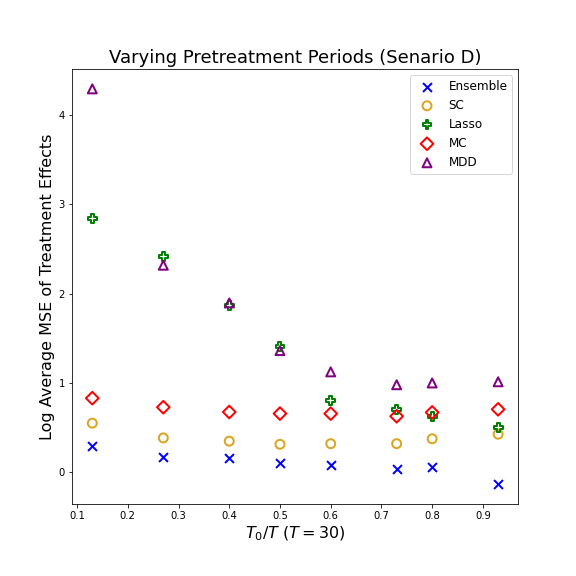 Varying Pretreatment Periods (Senario D)
Log Average MSE of Treatment Effects
4
3
2
1
0
Ensemble
SC
Lasso
MC
MDD
0.1 0.2 0.3 0.4 0.5 0.6 0.7 0.8 0.9
T₀/T (T = 30)